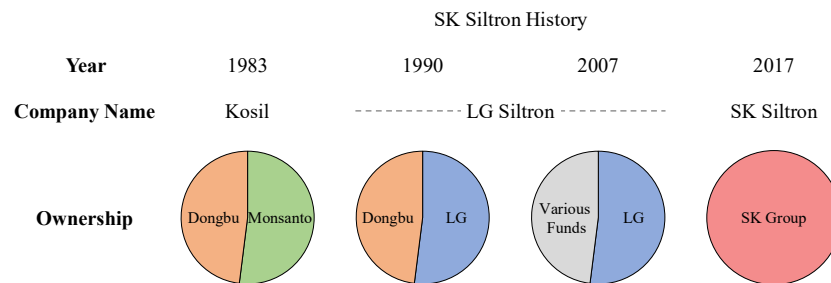 SK Siltron History
Year 1983 1990 2007 2017
Company Name Kosil LG Siltron SK Siltron
Ownership Dongbu Monsanto Dongbu LG Various Funds LG SK Group